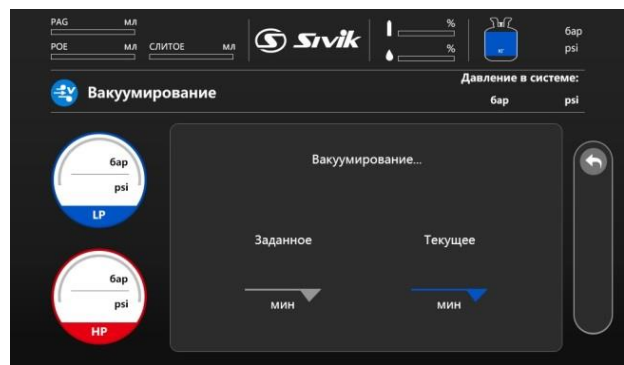 PAG мл
POE мл СЛИТОЕ мл
Sivik
%
%
кг
бар
psi
Вакуумирование
Давление в системе:
бар psi
бар
psi
LP
Вакуумирование...
Заданное Текущее
мин мин
бар
psi
HP